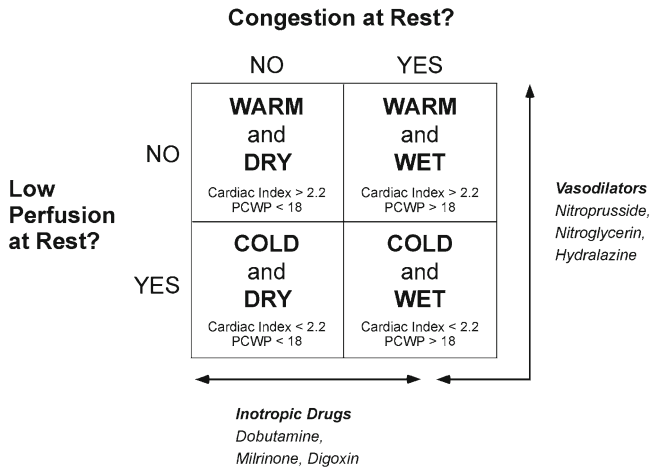 Congestion at Rest?
NO
YES
Low
Perfusion
at Rest?
NO
WARM
and
DRY
Cardiac Index > 2.2
PCWP < 18
WARM
and
WET
Cardiac Index > 2.2
PCWP > 18
YES
COLD
and
DRY
Cardiac Index < 2.2
PCWP < 18
COLD
and
WET
Cardiac Index < 2.2
PCWP > 18
Vasodilators
Nitroprusside,
Nitroglycerin,
Hydralazine
Inotropic Drugs
Dobutamine,
Milrinone, Digoxin